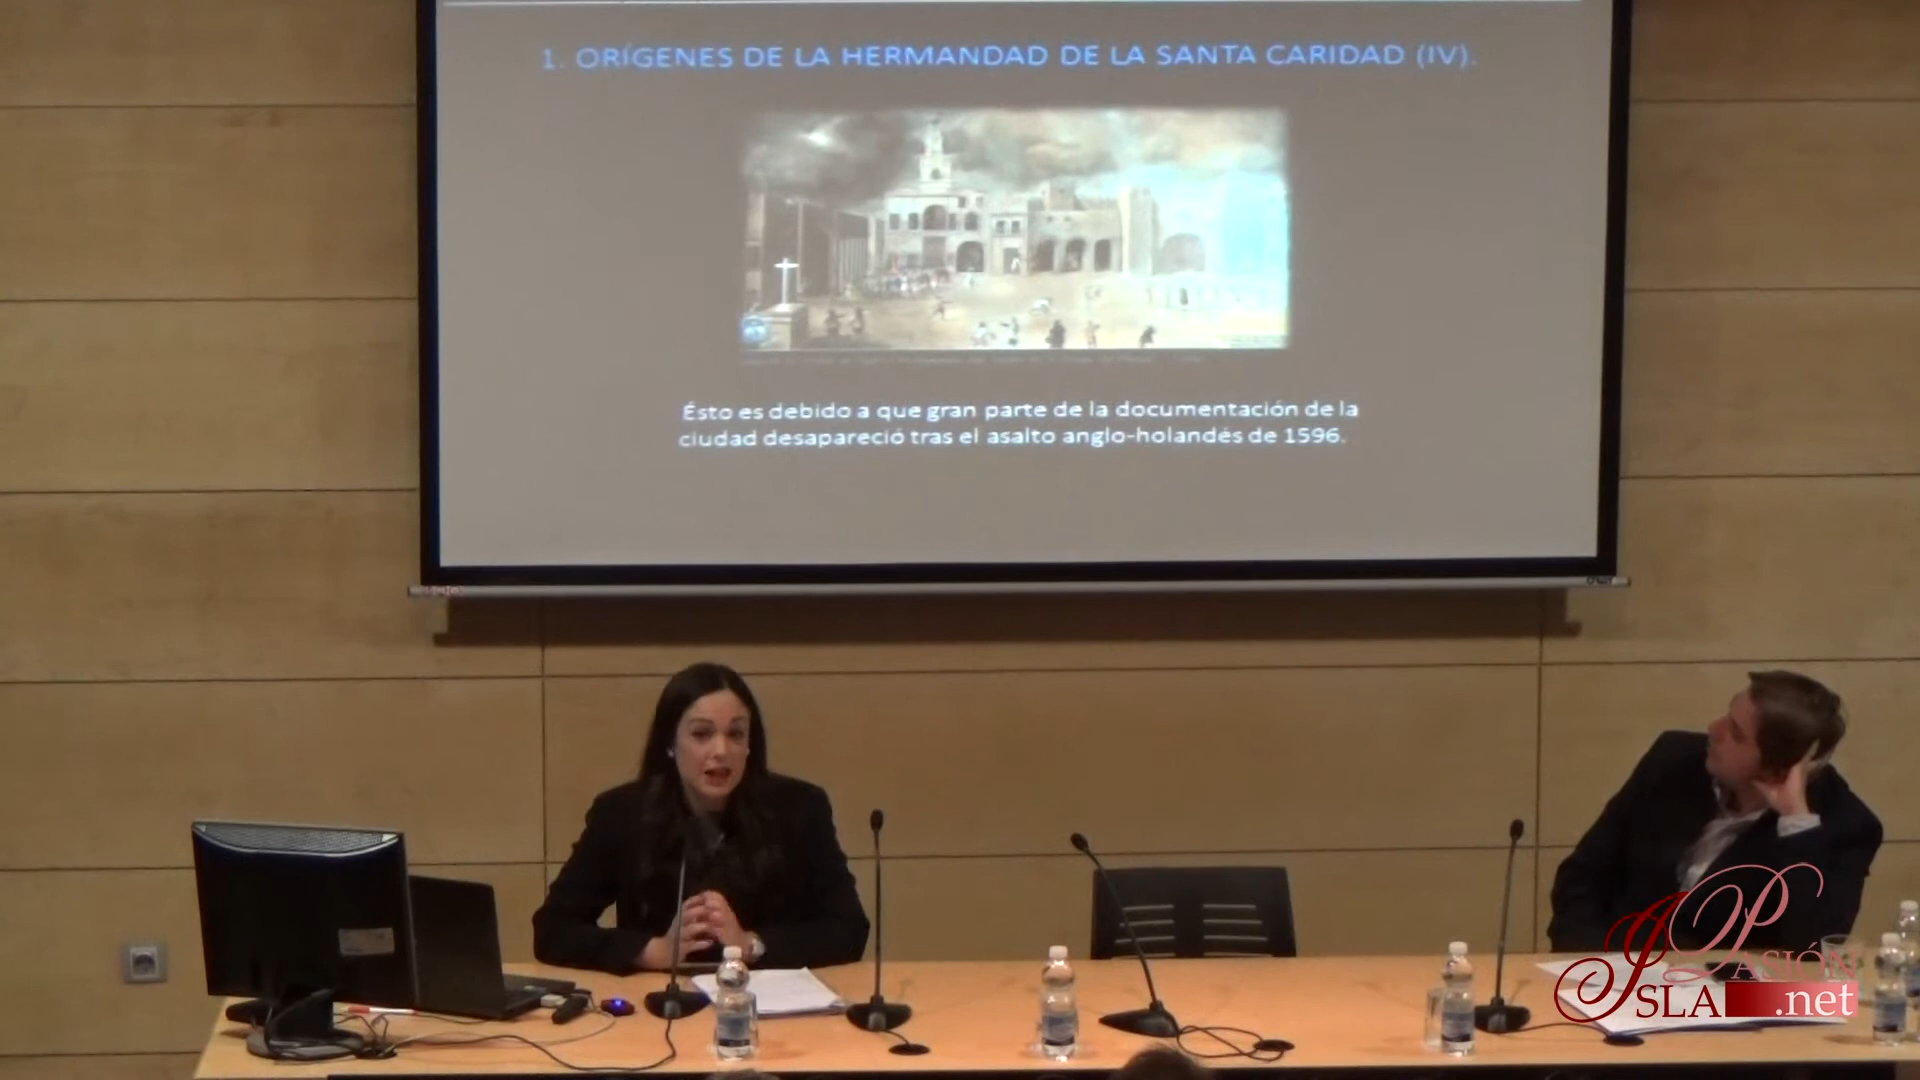 1. ORÍGENES DE LA HERMANDAD DE LA SANTA CARIDAD (IV).
Ésto es debido a que gran parte de la documentación de la
ciudad desapareció tras el asalto anglo-holandés de 1596.
ISLA PASIÓN
.net